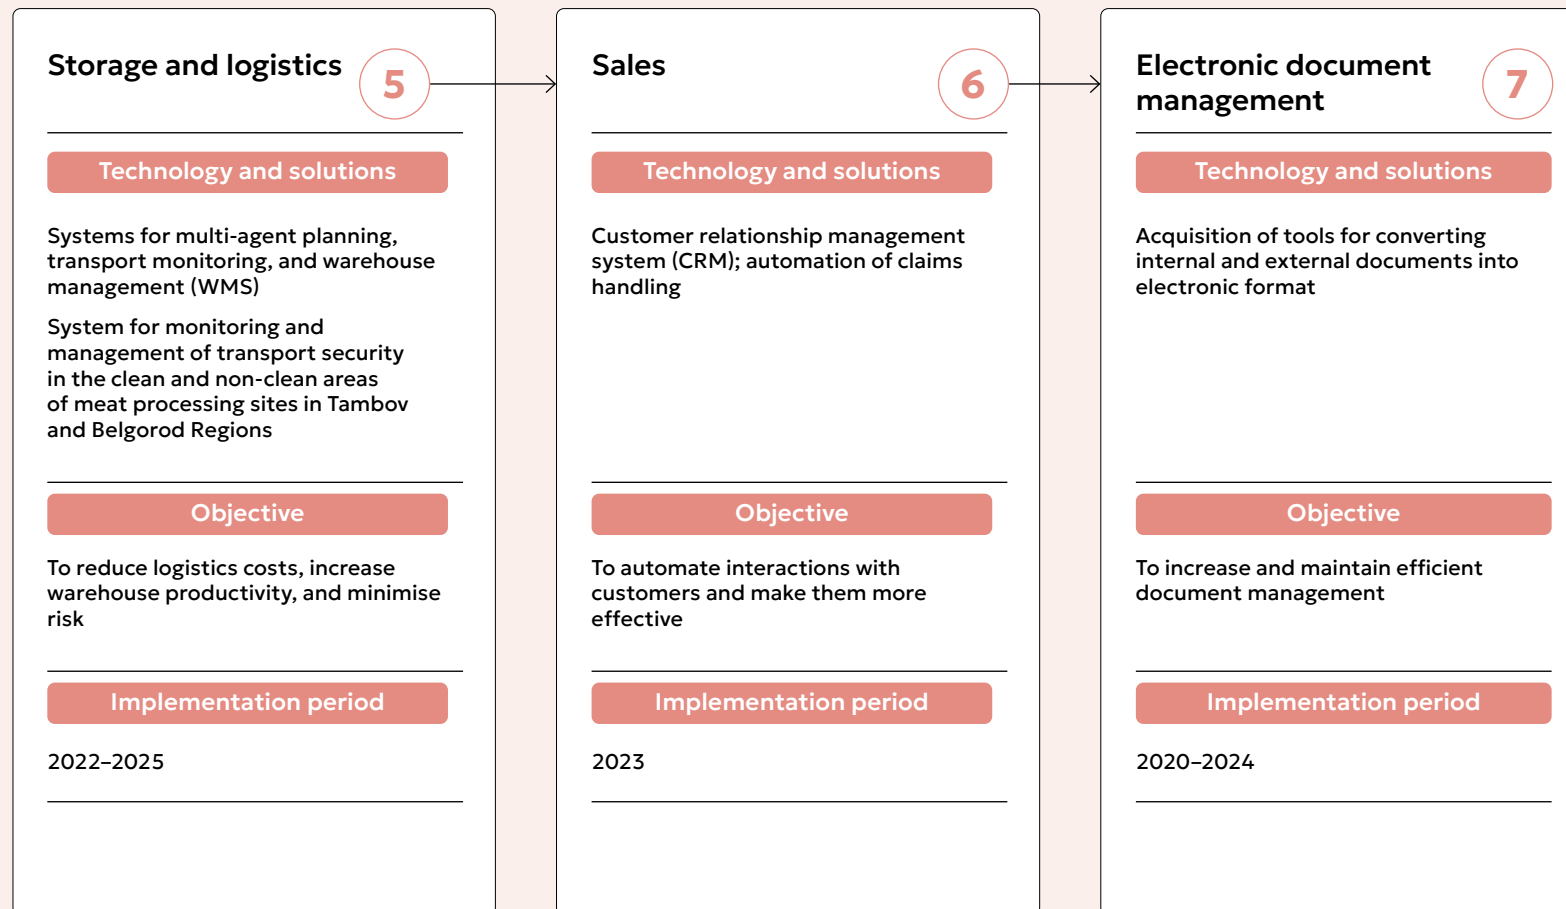 Storage and logistics
5
Technology and solutions
Systems for multi-agent planning,
transport monitoring, and warehouse
management (WMS)
System for monitoring and
management of transport security
in the clean and non-clean areas
of meat processing sites in Tambov
and Belgorod Regions
Objective
To reduce logistics costs, increase
warehouse productivity, and minimise
risk
Implementation period
2022–2025
Sales
6
Technology and solutions
Customer relationship management
system (CRM); automation of claims
handling
Objective
To automate interactions with
customers and make them more
effective
Implementation period
2023
Electronic document
management
7
Technology and solutions
Acquisition of tools for converting
internal and external documents into
electronic format
Objective
To increase and maintain efficient
document management
Implementation period
2020–2024